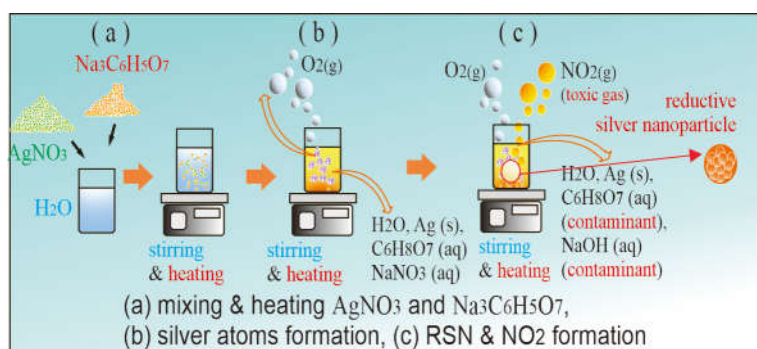 ( a )
( b )
( c )
Na3C6H5O7
AgNO3
H2O
stirring
& heating
O2(g)
stirring
& heating
H2O, Ag (s),
C6H8O7 (aq)
NaNO3 (aq)
O2(g)
NO2(g)
(toxic gas)
reductive
silver nanoparticle
stirring
& heating
H2O, Ag (s),
C6H8O7 (aq)
(contaminant),
NaOH (aq)
(contaminant)
(a) mixing & heating AgNO3 and Na3C6H5O7,
(b) silver atoms formation, (c) RSN & NO2 formation